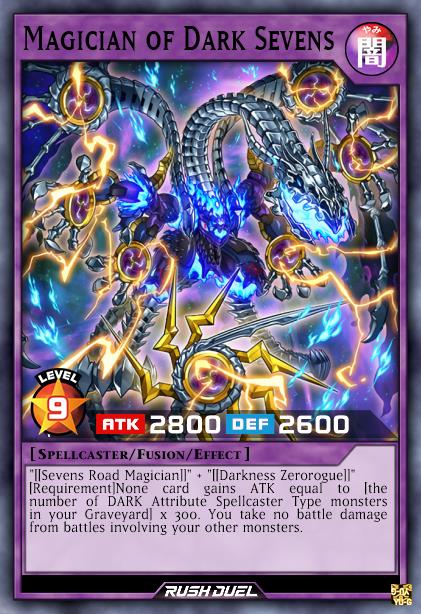 Magician of Dark Sevens
やみ
闇
LEVEL
9
ATK 2800 DEF 2600
[Spellcaster/Fusion/Effect]
"[[Sevens Road Magician]]" + "[[Darkness Zerorogue]]"
[Requirement]None card gains ATK equal to [the
number of DARK Attribute Spellcaster Type monsters
in your Graveyard] x 300. You take no battle damage
from battles involving your other monsters.
RUSH DUEL